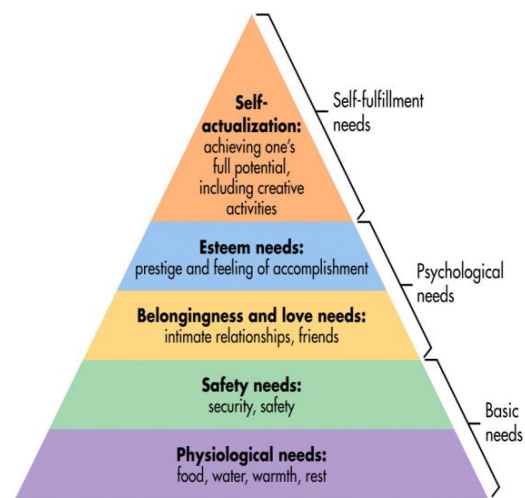 Self-
actualization:
achieving one's
full potential,
including creative
activities
Self-fulfillment
needs
Esteem needs:
prestige and feeling of accomplishment
Belongingness and love needs:
intimate relationships, friends
Psychological
needs
Safety needs:
security, safety
Physiological needs:
food, water, warmth, rest
Basic
needs